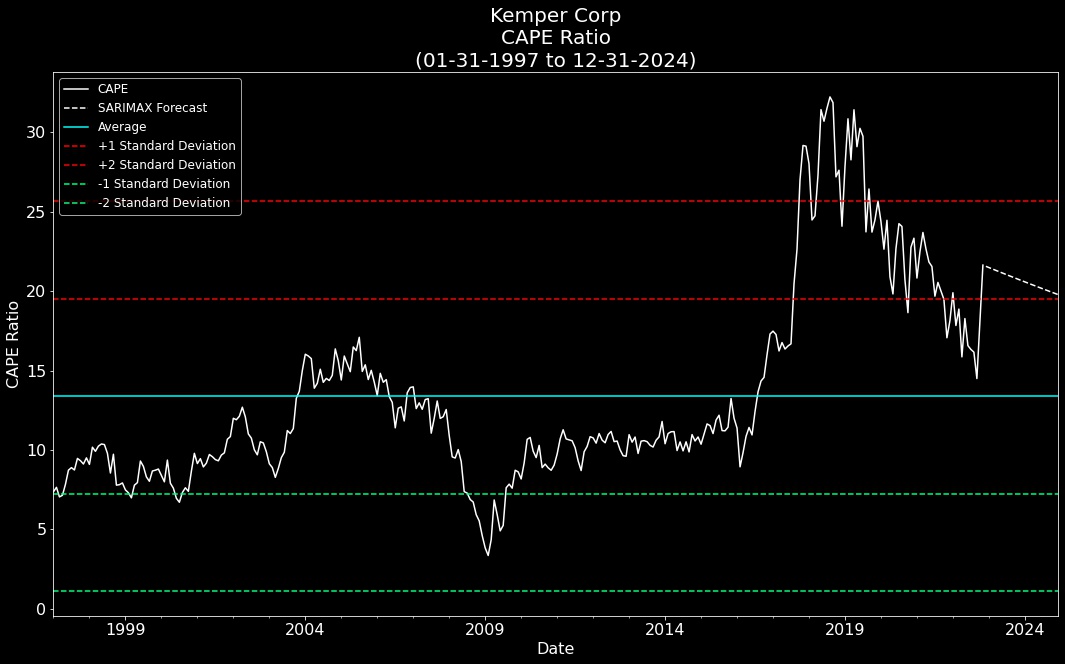 Kemper Corp
CAPE Ratio
(01-31-1997 to 12-31-2024)
CAPE
SARIMAX Forecast
Average
+1 Standard Deviation
+2 Standard Deviation
-1 Standard Deviation
-2 Standard Deviation
CAPE Ratio
30
25
20
15
10
5
0
1999 2004 2009 2014 2019 2024
Date